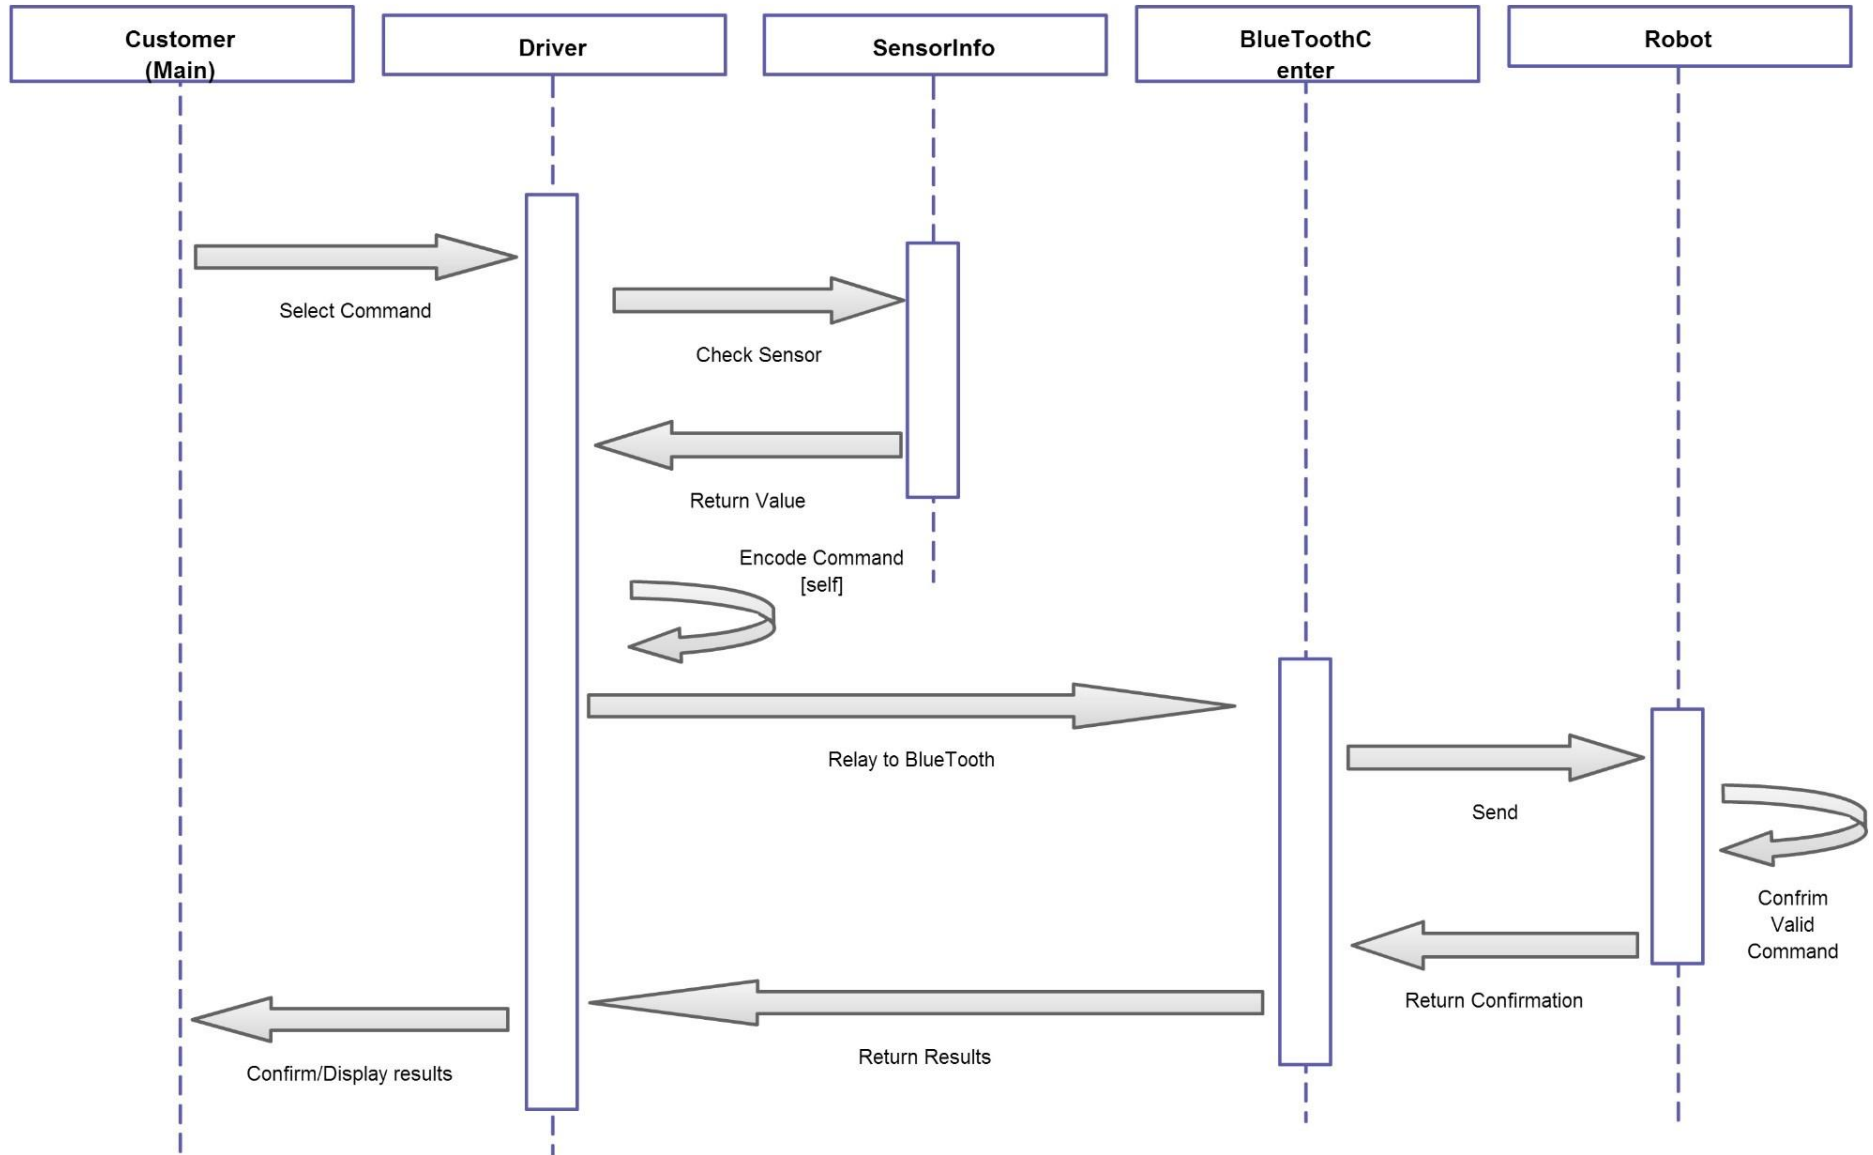 Customer
(Main)
Driver
SensorInfo
BlueToothC
enter
Robot
Select Command
Check Sensor
Return Value
Encode Command
[self]
Relay to BlueTooth
Send
Confrim
Valid
Command
Return Confirmation
Return Results
Confirm/Display results